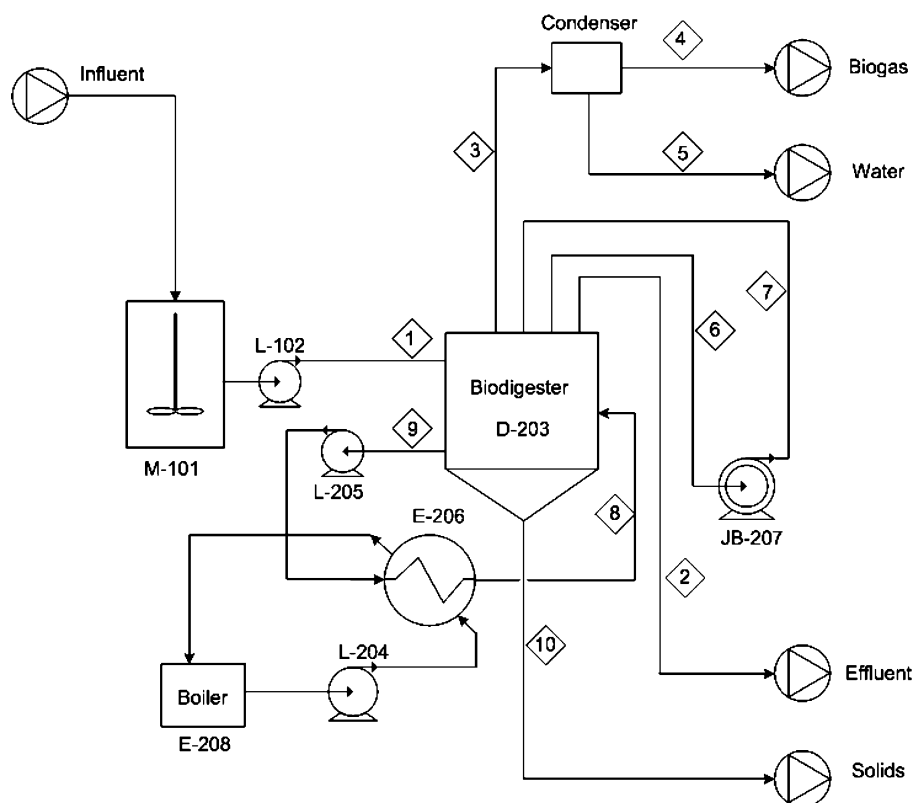 Condenser
4
Biogas
Influent
3
5
Water
7
6
L-102
1
Biodigester
D-203
9
M-101
L-205
E-206
8
JB-207
2
10
L-204
Effluent
Boiler
E-208
Solids